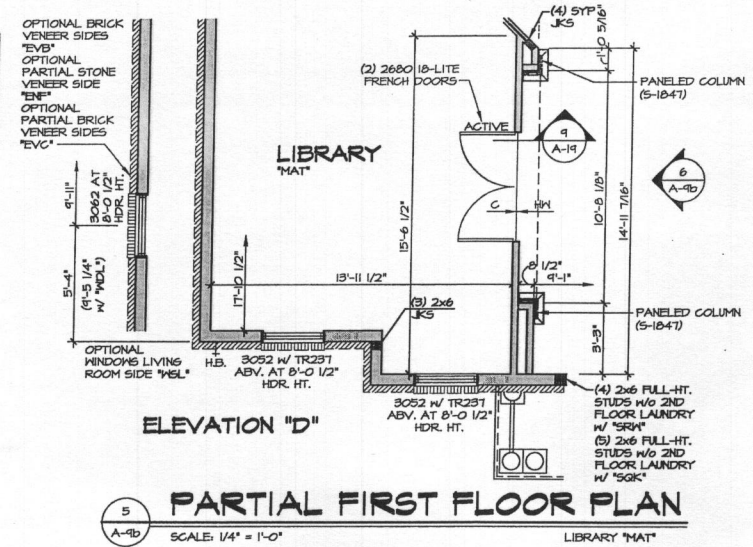 OPTIONAL BRICK
VENEER SIDES
"EVB"
OPTIONAL
PARTIAL STONE
VENEER SIDE
"ENF"
OPTIONAL
PARTIAL BRICK
VENEER SIDES
"EVC"
9'-11"
3062 AT
8'-0 1/2"
HDR. HT.
5'-4"
(9'-5 1/4"
W/ "WDL")
OPTIONAL
WINDOWS LIVING
ROOM SIDE "WSL"
LIBRARY
"MAT"
(2) 2680 18-LITE
FRENCH DOORS
ACTIVE
(4) SYP
JKS
1'-0 5/16"
PANELED COLUMN
(S-1847)
9
A-19
6
A-9b
C
HW
15'-6 1/2"
10'-8 1/8"
14'-11 7/16"
13'-11 1/2"
17'-10 1/2"
8 1/2"
9'-1"
(3) 2x6
JKS
PANELED COLUMN
(S-1847)
3'-3"
H.B.
3052 W/ TR237
ABV. AT 8'-0 1/2"
HDR. HT.
3052 W/ TR237
ABV. AT 8'-0 1/2"
HDR. HT.
(4) 2x6 FULL-HT.
STUDS W/o 2ND
FLOOR LAUNDRY
W/ "SRW"
(5) 2x6 FULL-HT.
STUDS W/o 2ND
FLOOR LAUNDRY
W/ "SQK"
ELEVATION "D"
5
A-9b
PARTIAL FIRST FLOOR PLAN
SCALE: 1/4" = 1'-0"
LIBRARY "MAT"